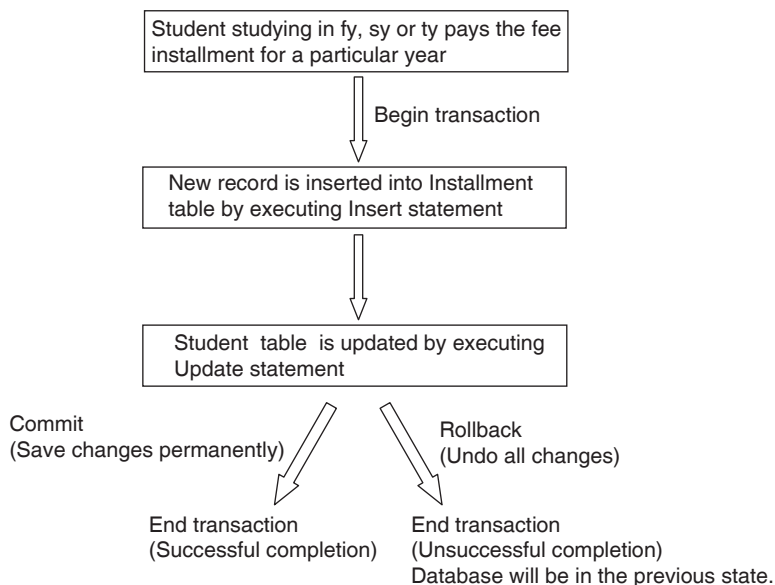 Student studying in fy, sy or ty pays the fee
installment for a particular year
Begin transaction
New record is inserted into Installment
table by executing Insert statement
Student table is updated by executing
Update statement
Commit
(Save changes permanently)
Rollback
(Undo all changes)
End transaction
(Successful completion)
End transaction
(Unsuccessful completion)
Database will be in the previous state.